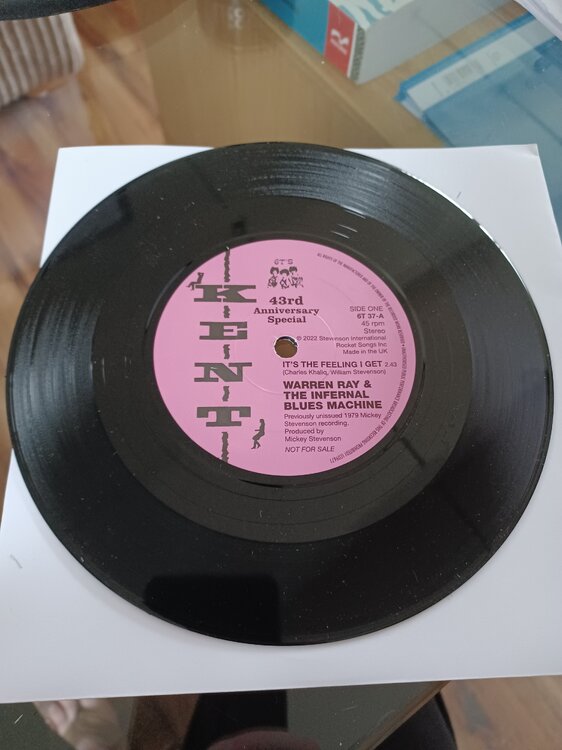 6T'S
KENT
43rd
Anniversary
Special
SIDE ONE
6T 37-A
45 rpm
Stereo
℗ 2022 Stevenson International
Rocket Songs Inc
Made in the UK
IT'S THE FEELING I GET 2.43
(Charles Khaliq, William Stevenson)
WARREN RAY &
THE INFERNAL
BLUES MACHINE
Previously unissued 1979 Mickey
Stevenson recording.
Produced by
Mickey Stevenson
NOT FOR SALE
R